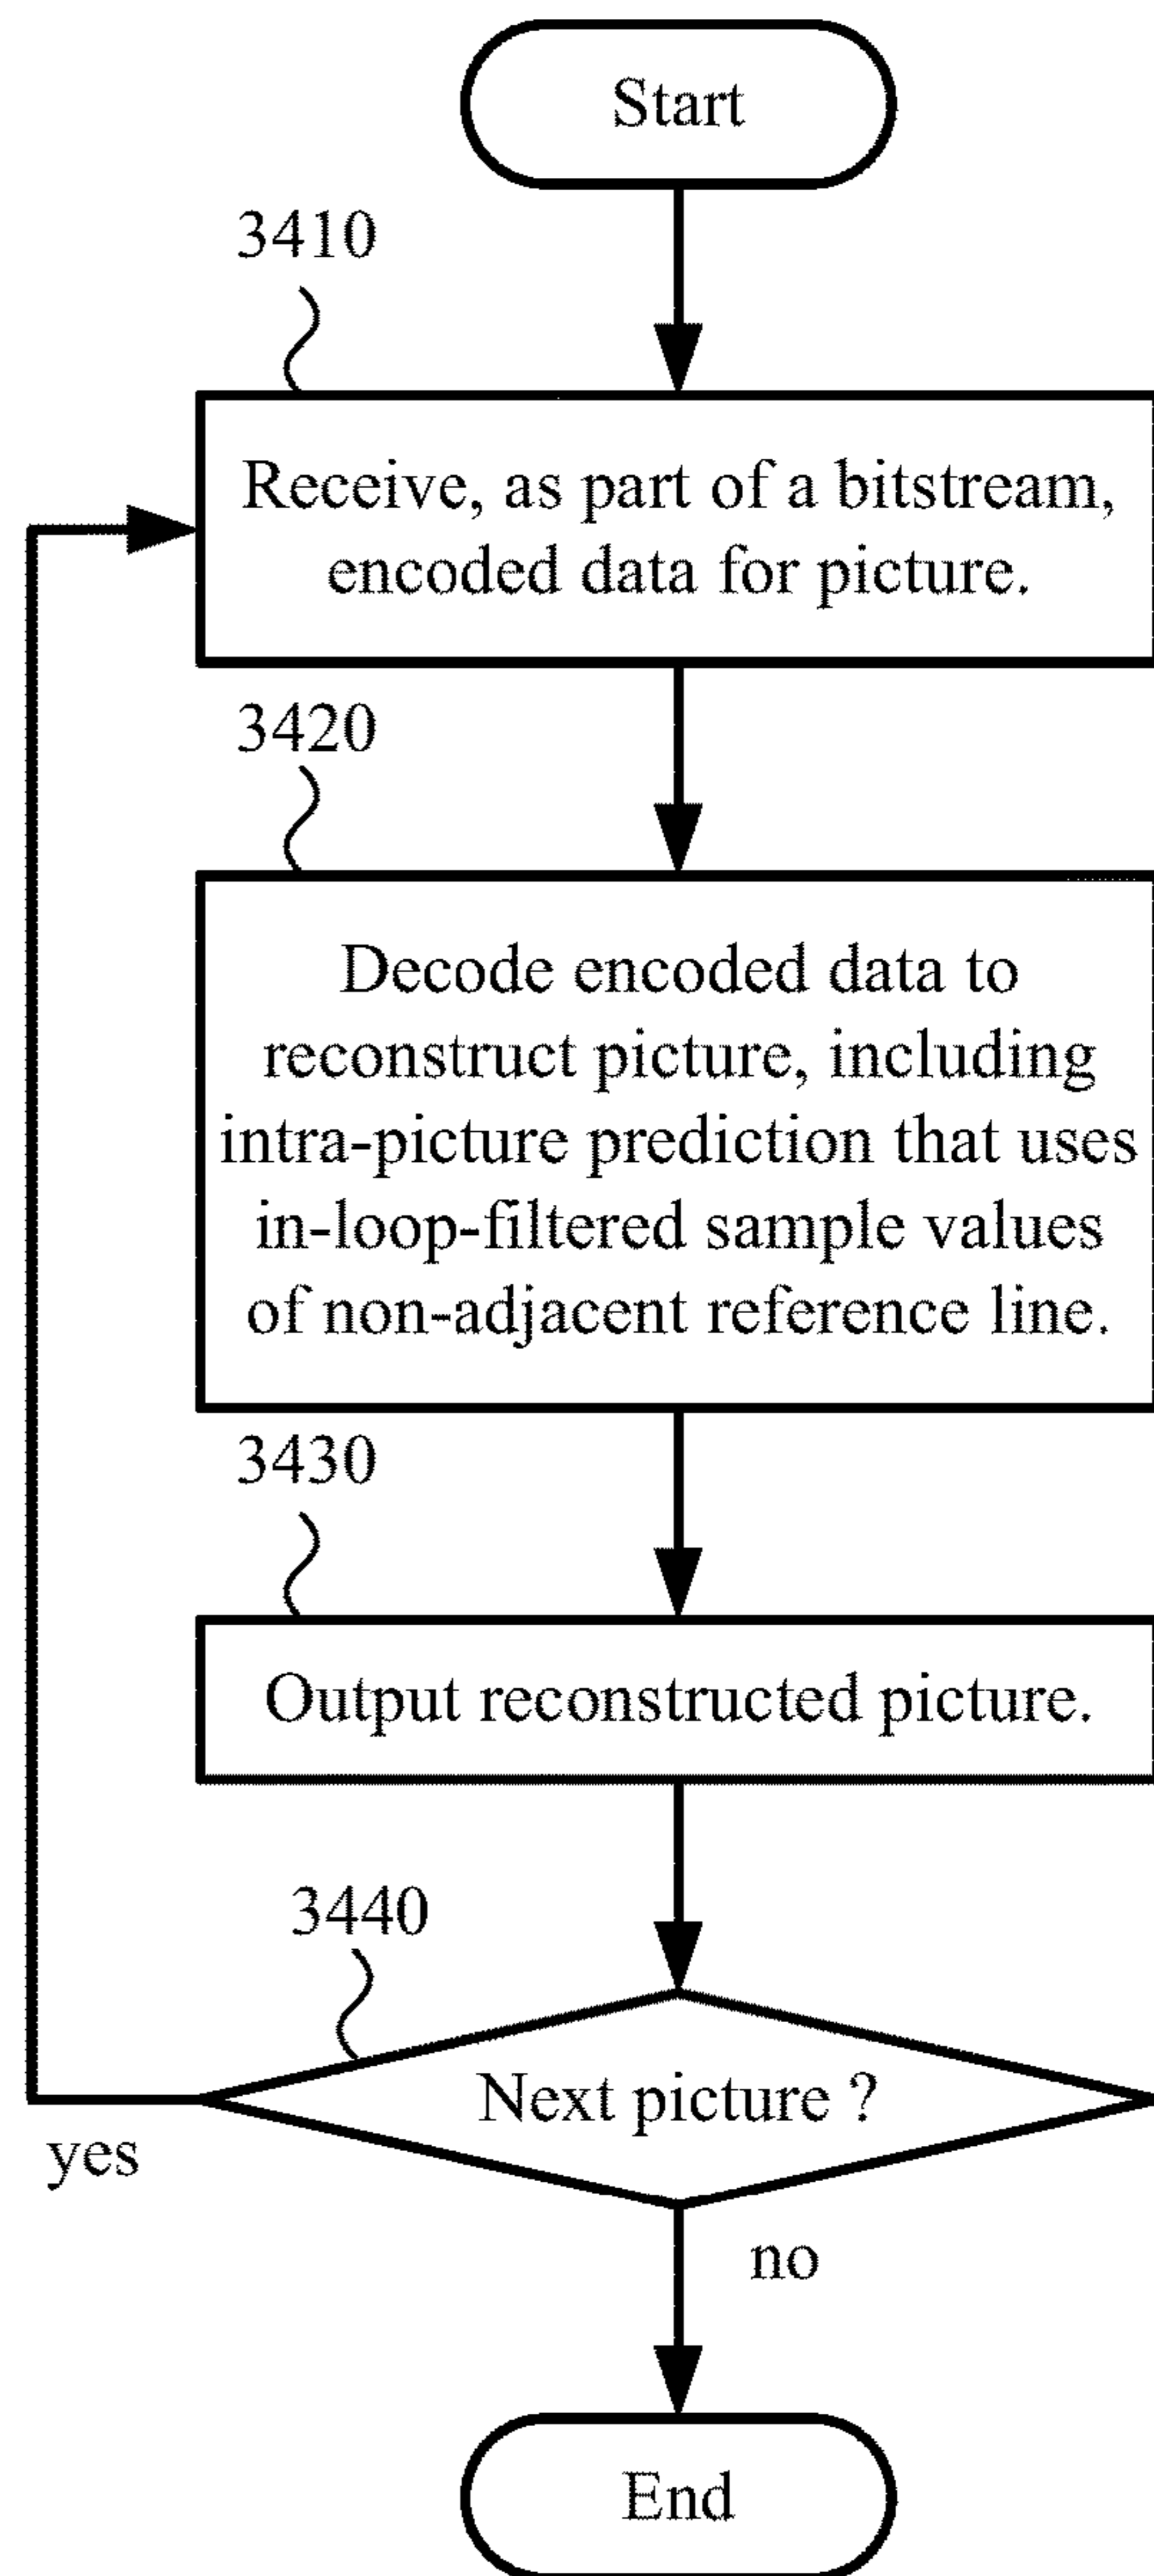 Start
3410
Receive, as part of a bitstream,
encoded data for picture.
3420
Decode encoded data to
reconstruct picture, including
intra-picture prediction that uses
in-loop-filtered sample values
of non-adjacent reference line.
3430
Output reconstructed picture.
3440
Next picture ?
yes
no
End